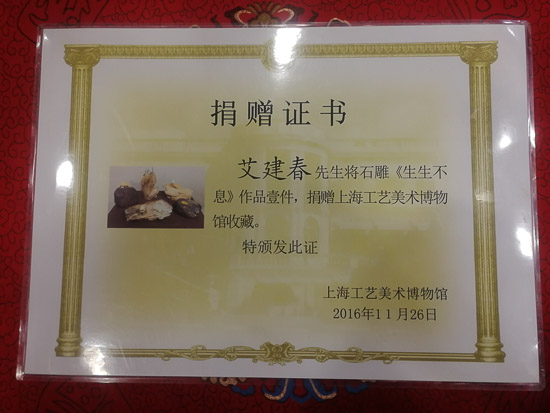 捐赠证书
艾建春先生将石雕《生生不
息》作品壹件，捐赠上海工艺美术博物
馆收藏。
特颁发此证
上海工艺美术博物馆
2016年11月26日